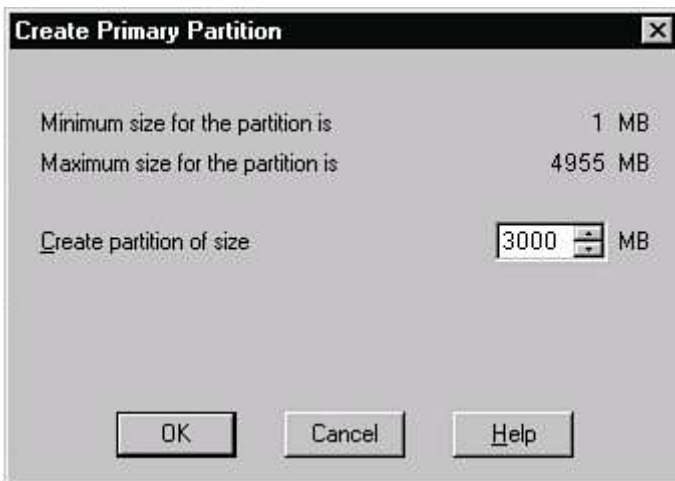 Create Primary Partition
Minimum size for the partition is 1 MB
Maximum size for the partition is 4955 MB
Create partition of size 3000 MB
OK Cancel Help